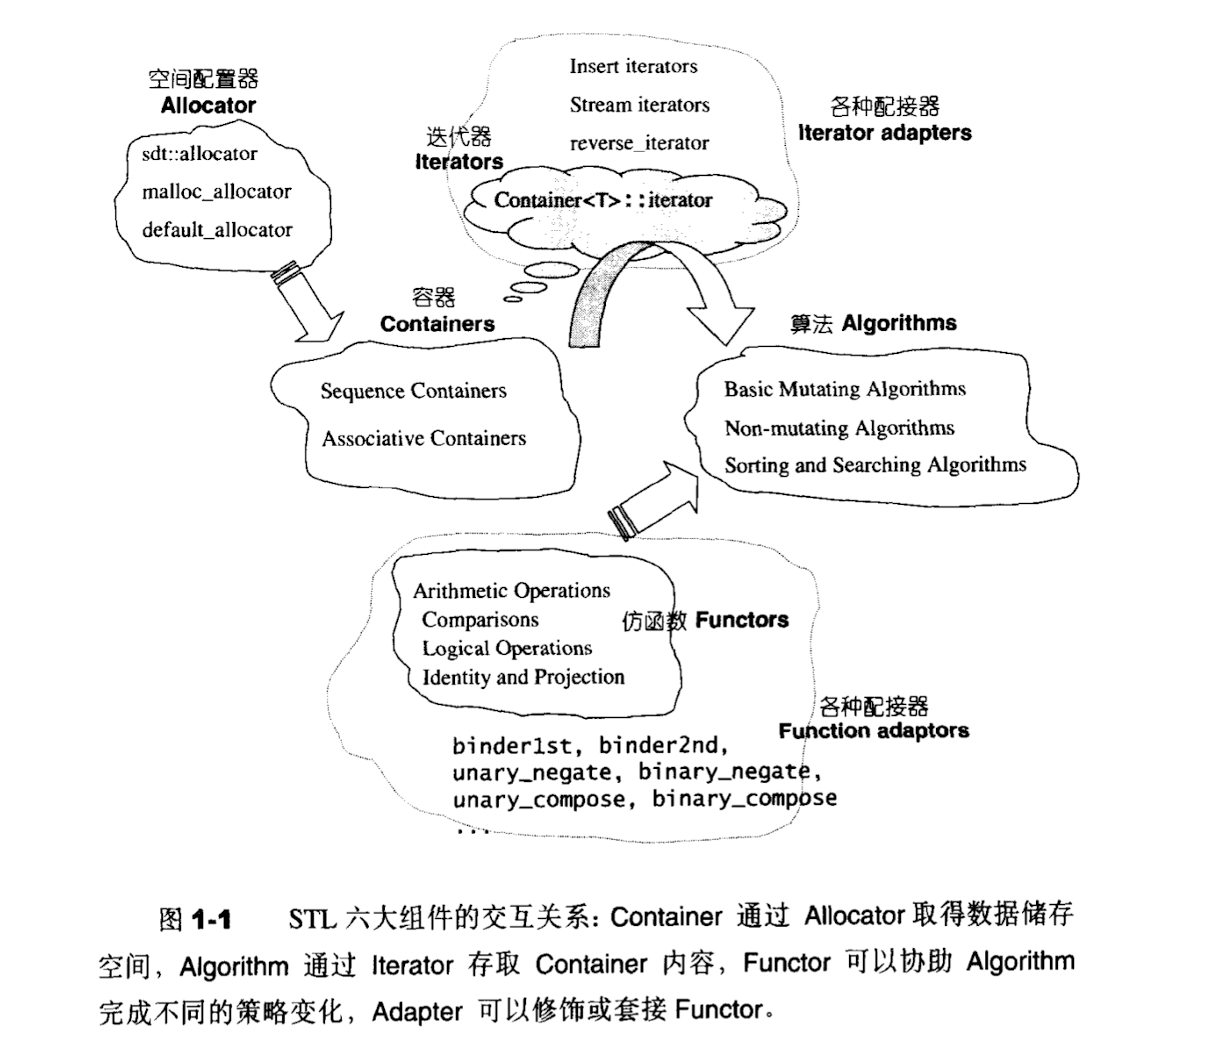 空间配置器
Allocator
sdt::allocator
malloc_allocator
default_allocator
Insert iterators
Stream iterators
reverse_iterator
各种配接器
Iterator adapters
迭代器
Iterators
Container<T>::iterator
容器
Containers
Sequence Containers
Associative Containers
算法 Algorithms
Basic Mutating Algorithms
Non-mutating Algorithms
Sorting and Searching Algorithms
Arithmetic Operations
Comparisons
Logical Operations
Identity and Projection
仿函数 Functors
各种配接器
Function adaptors
binder1st, binder2nd,
unary_negate, binary_negate,
unary_compose, binary_compose
...
图 1-1 STL 六大组件的交互关系: Container 通过 Allocator 取得数据储存
空间, Algorithm 通过 Iterator 存取 Container 内容, Functor 可以协助 Algorithm
完成不同的策略变化, Adapter 可以修饰或套接 Functor。